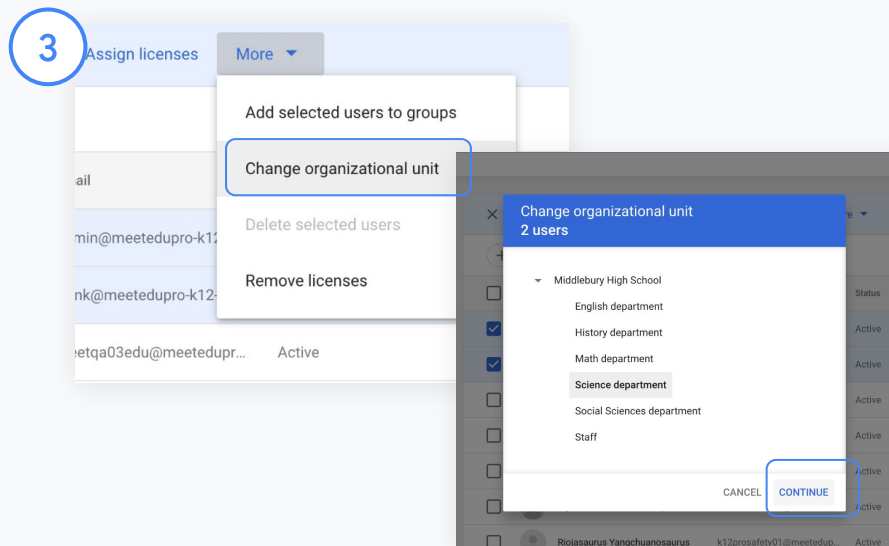 3
Assign licenses
More
Add selected users to groups
ail
Change organizational unit
Delete selected users
min@meetedupro-k12
Remove licenses
nk@meetedupro-k12-
eetqa03edu@meetedupr... Active
Change organizational unit
2 users
re
Middlebury High School
English department
Status
History department
Active
Math department
Active
Science department
Active
Social Sciences department
Staff
Active
Active
CANCEL CONTINUE
Active
Riojasaurus Yangchuanosaurus k12prosafety01@meetedup... Active